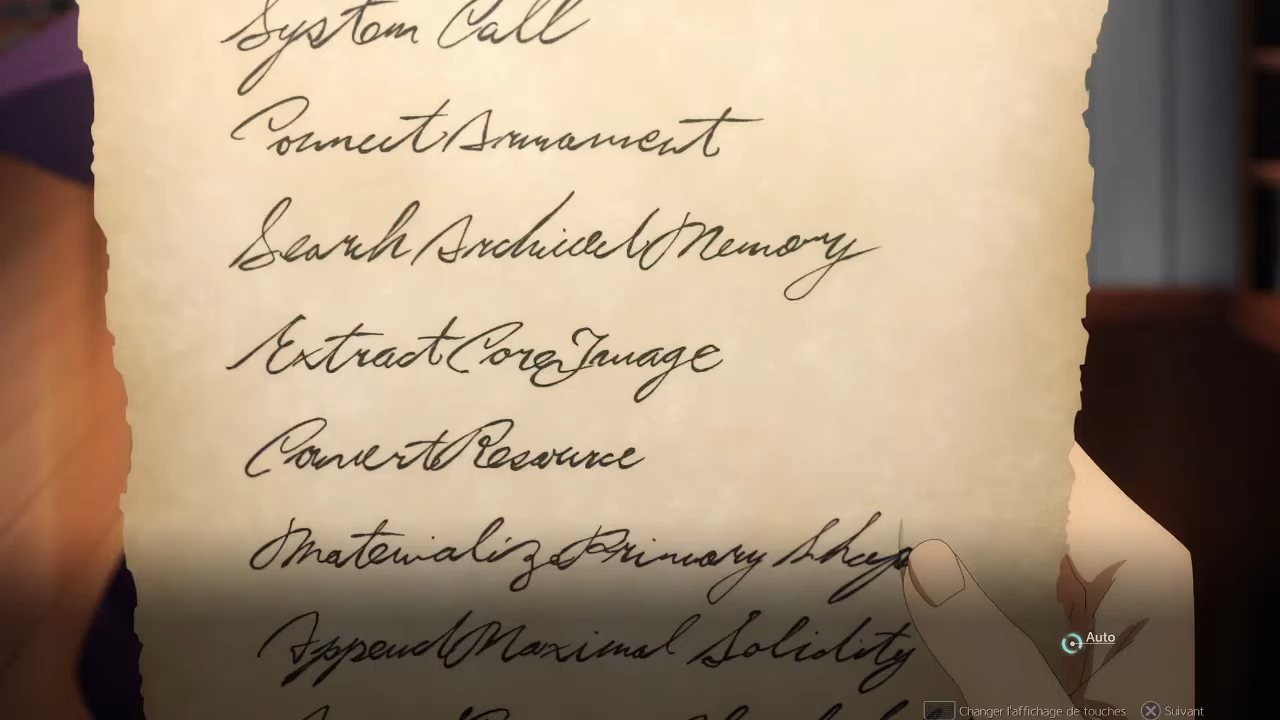 System Call
Connect Armament
Search Archival Memory
Extract Core Image
Convert Resource
Materialize Primary Shape
Append Maximal Solidity
Auto
Changer l'affichage de touches
Suivant